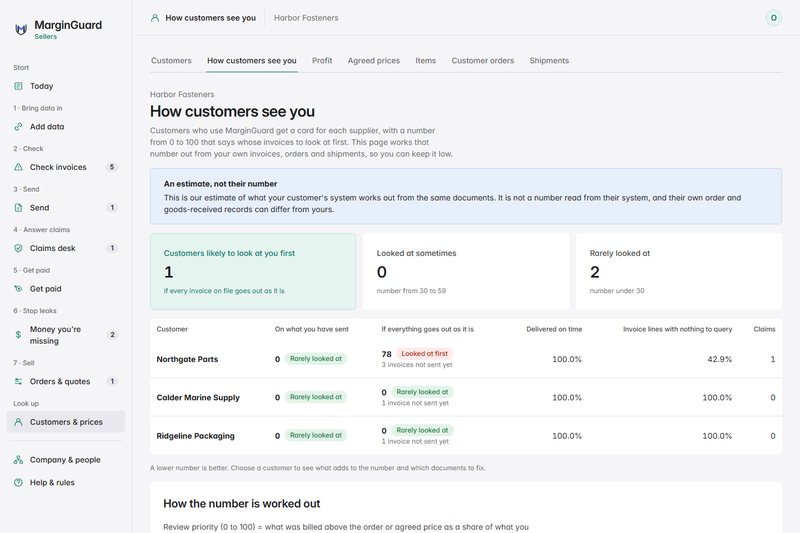 MarginGuard
Sellers
Start
Today
1 · Bring data in
Add data
2 · Check
Check invoices 5
3 · Send
Send 1
4 · Answer claims
Claims desk 1
5 · Get paid
Get paid
6 · Stop leaks
Money you're
missing 2
7 · Sell
Orders & quotes 1
Look up
Customers & prices
Company & people
Help & rules
How customers see you Harbor Fasteners O
Customers How customers see you Profit Agreed prices Items Customer orders Shipments
Harbor Fasteners
How customers see you
Customers who use MarginGuard get a card for each supplier, with a number
from 0 to 100 that says whose invoices to look at first. This page works that
number out from your own invoices, orders and shipments, so you can keep it low.
An estimate, not their number
This is our estimate of what your customer's system works out from the same documents. It is not a number read from their system, and their own order and
goods-received records can differ from yours.
Customers likely to look at you first
1
if every invoice on file goes out as it is
Looked at sometimes
0
number from 30 to 59
Rarely looked at
2
number under 30
Customer On what you have sent If everything goes out as it is Delivered on time Invoice lines with nothing to query Claims
Northgate Parts 0 Rarely looked at 78 Looked at first 100.0% 42.9% 1
3 invoices not sent yet
Calder Marine Supply 0 Rarely looked at 0 Rarely looked at 100.0% 100.0% 0
1 invoice not sent yet
Ridgeline Packaging 0 Rarely looked at 0 Rarely looked at 100.0% 100.0% 0
1 invoice not sent yet
A lower number is better. Choose a customer to see what adds to the number and which documents to fix.
How the number is worked out
Review priority (0 to 100) = what was billed above the order or agreed price as a share of what you